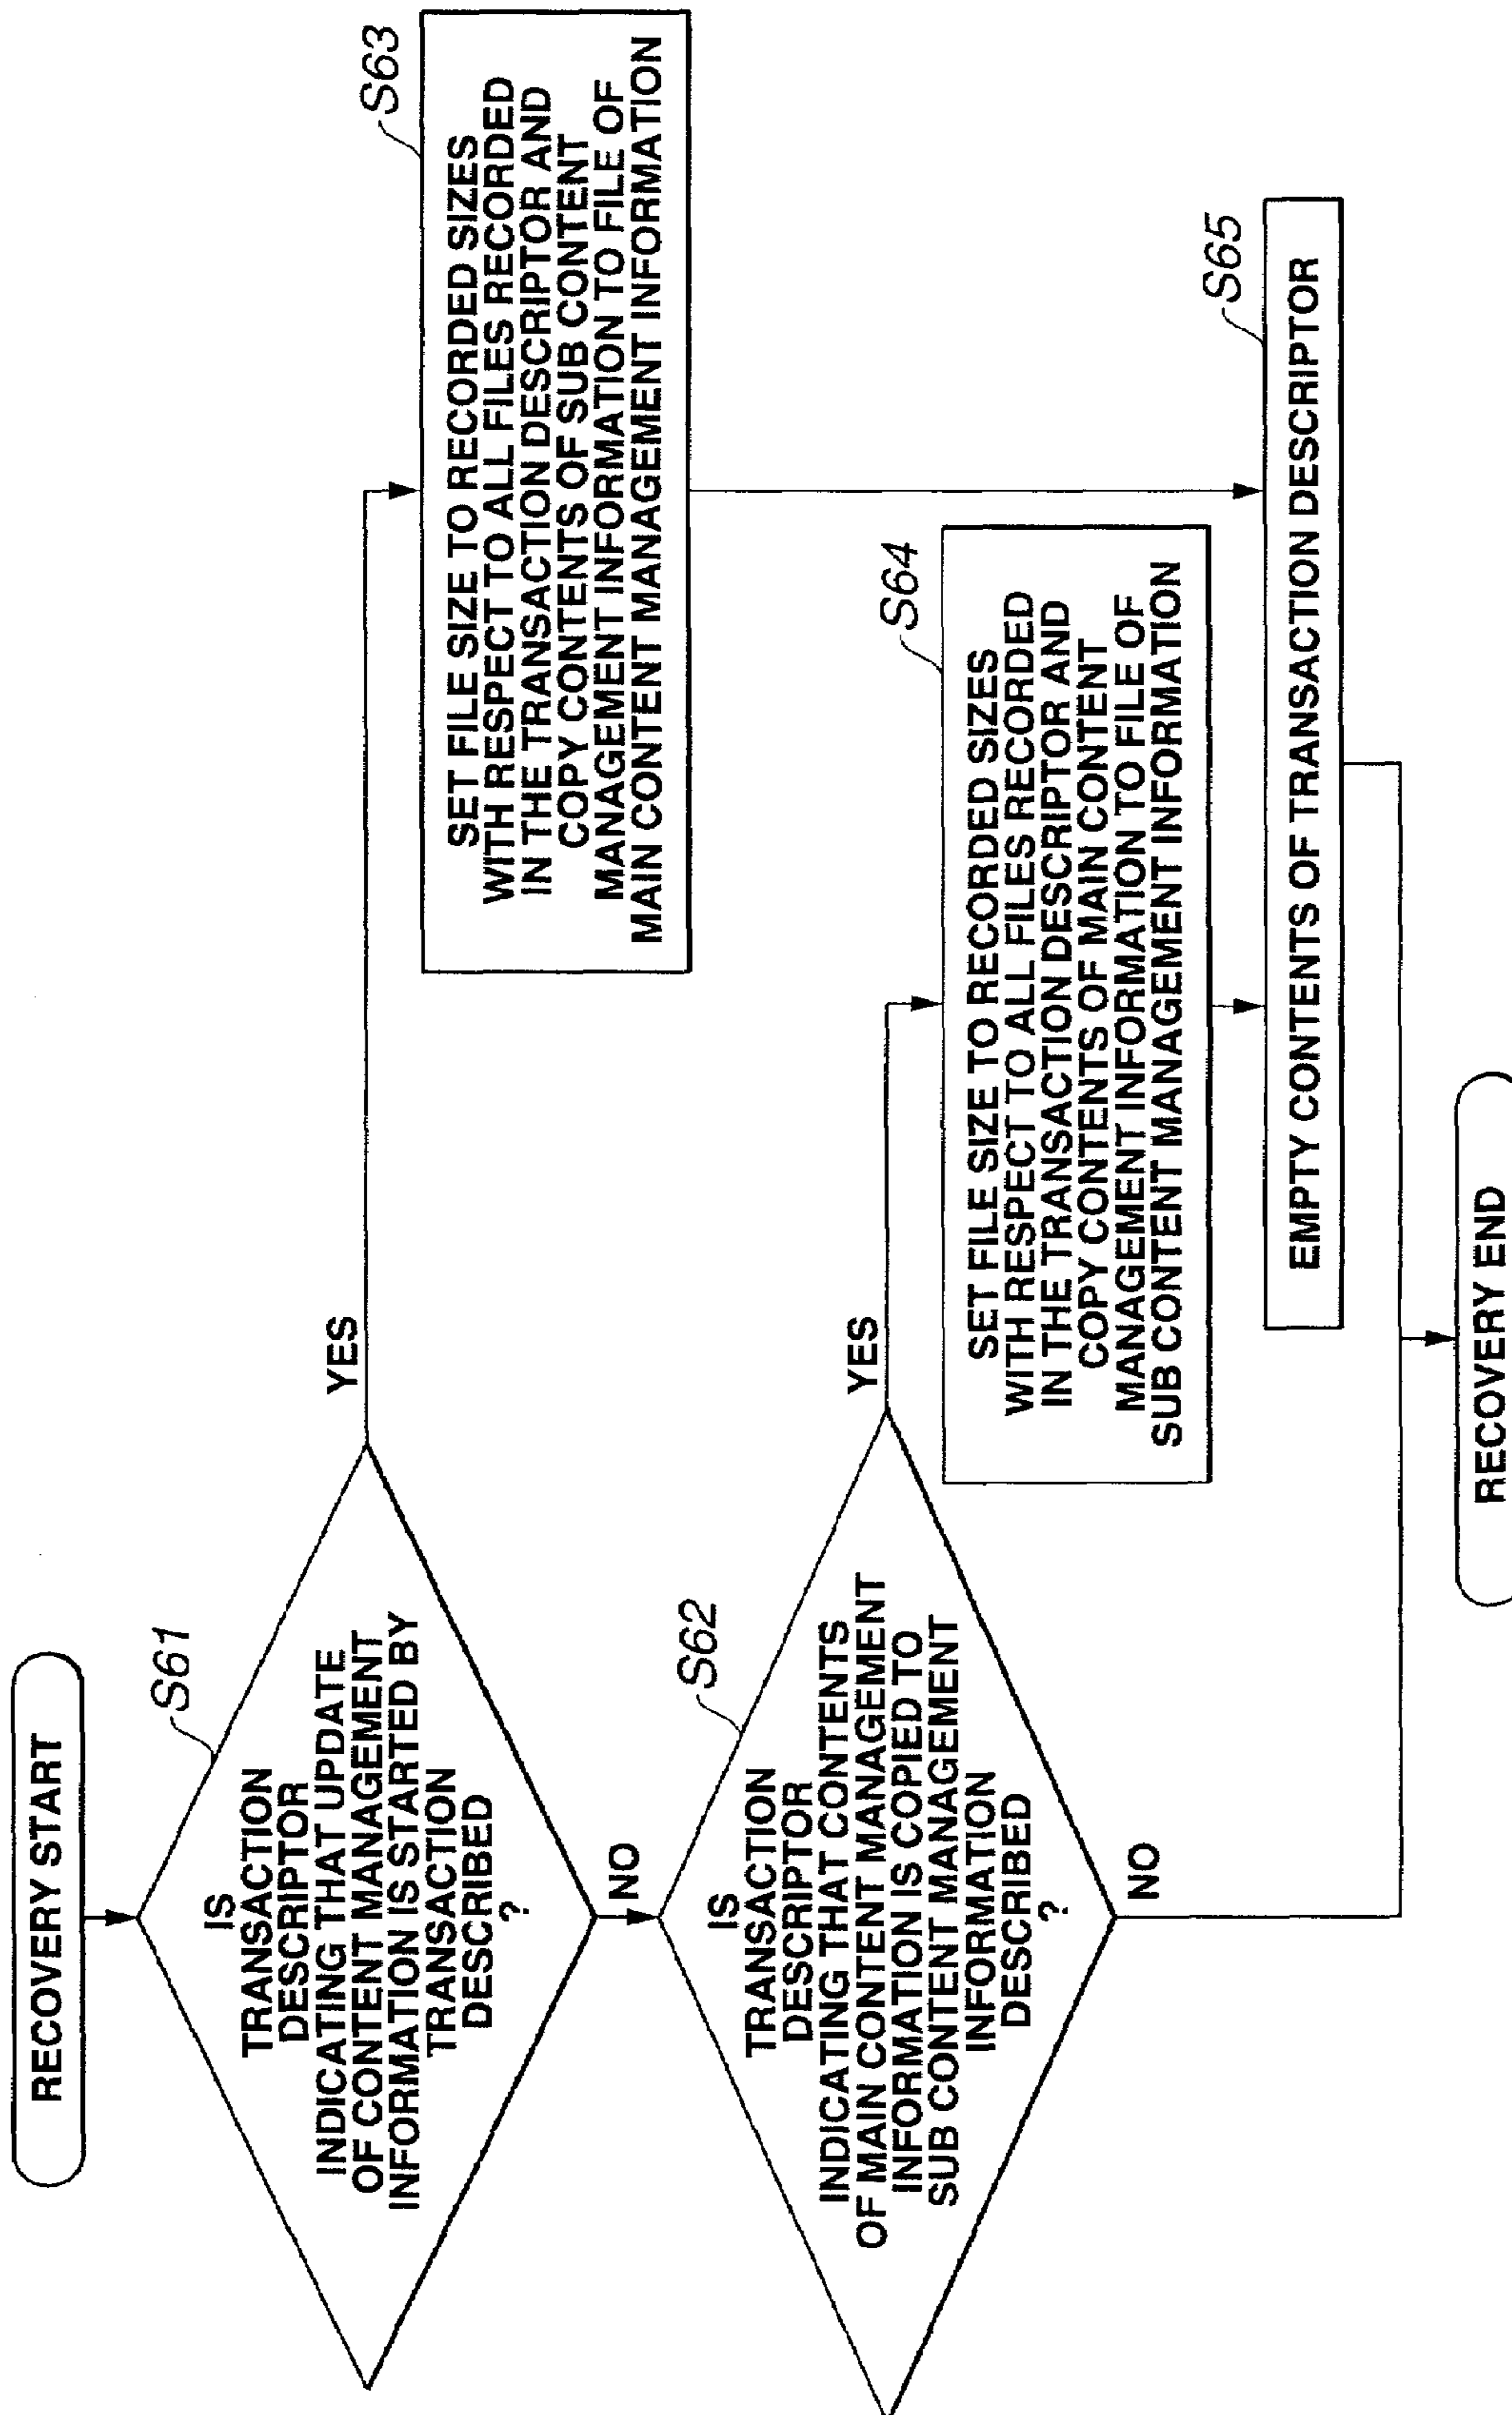 RECOVERY START
S61
IS
TRANSACTION
DESCRIPTOR
INDICATING THAT UPDATE
OF CONTENT MANAGEMENT
INFORMATION IS STARTED BY
TRANSACTION
DESCRIBED
?
YES
NO
S63
SET FILE SIZE TO RECORDED SIZES
WITH RESPECT TO ALL FILES RECORDED
IN THE TRANSACTION DESCRIPTOR AND
COPY CONTENTS OF SUB CONTENT
MANAGEMENT INFORMATION TO FILE OF
MAIN CONTENT MANAGEMENT INFORMATION
S62
IS
TRANSACTION
DESCRIPTOR
INDICATING THAT CONTENTS
OF MAIN CONTENT MANAGEMENT
INFORMATION IS COPIED TO
SUB CONTENT MANAGEMENT
INFORMATION
DESCRIBED
?
YES
NO
S64
SET FILE SIZE TO RECORDED SIZES
WITH RESPECT TO ALL FILES RECORDED
IN THE TRANSACTION DESCRIPTOR AND
COPY CONTENTS OF MAIN CONTENT
MANAGEMENT INFORMATION TO FILE OF
SUB CONTENT MANAGEMENT INFORMATION
S65
EMPTY CONTENTS OF TRANSACTION DESCRIPTOR
RECOVERY END